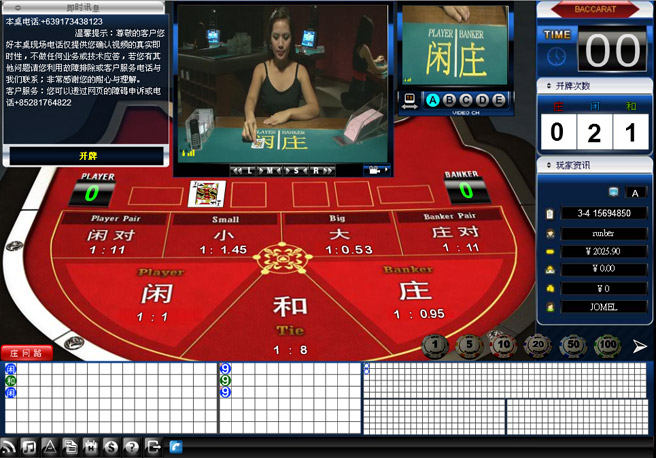 即时讯息
本桌电话:+639173438123
温馨提示：尊敬的客户您
好本桌现场电话仅提供您确认视频的真实即
时性，不做任何业务或技术应答，若您有其
他问题请您利用故障排除或客户服务电话与
我们联系；非常感谢您的耐心与理解。
客户服务：您可以透过网页的障碍申诉或电
话+85281764822
开牌
PLAYER BANKER
闲 庄
L M S R
PLAYER BANKER
闲 庄
A B C D E
VIDEO CH
BACCARAT
TIME
00
开牌次数
庄 闲 和
0 2 1
玩家资讯
A
3-4 15694850
runbir
¥ 2025.90
¥ 0.00
¥ 0
JOMEL
PLAYER
0
BANKER
0
Player Pair
闲对
1 : 11
Small
小
1 : 1.45
Big
大
1 : 0.53
Banker Pair
庄对
1 : 11
Player
闲
1 : 1
和
Tie
1 : 8
Banker
庄
1 : 0.95
庄问路
1 5 10 20 50 100
闲 9
和 9
闲 9